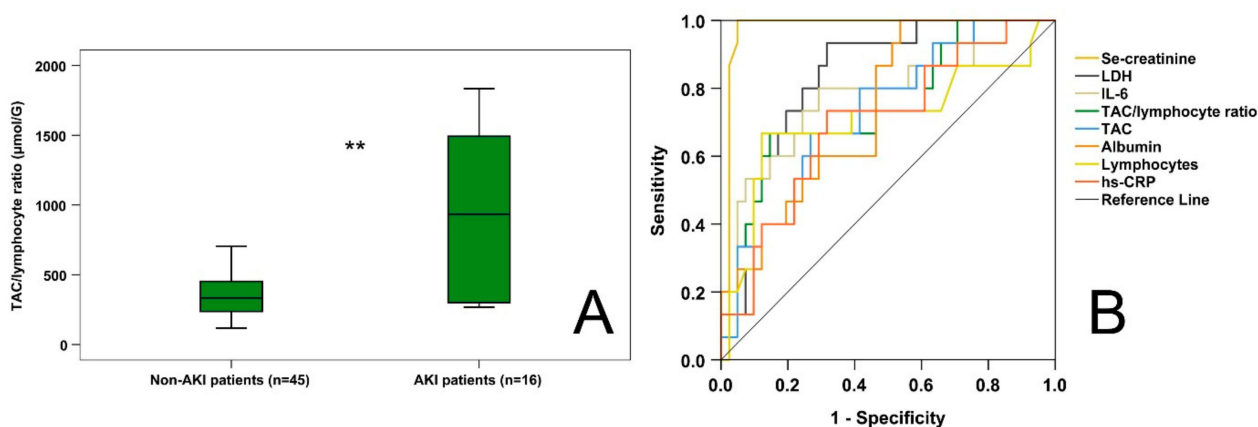 TAC/lymphocyte ratio (μmol/G)
2000
1500
1000
500
0
**
A
Non-AKI patients (n=45)
AKI patients (n=16)
Sensitivity
1.0
0.8
0.6
0.4
0.2
0.0
0.0 0.2 0.4 0.6 0.8 1.0
1 - Specificity
B
Se-creatinine
LDH
IL-6
TAC/lymphocyte ratio
TAC
Albumin
Lymphocytes
hs-CRP
Reference Line